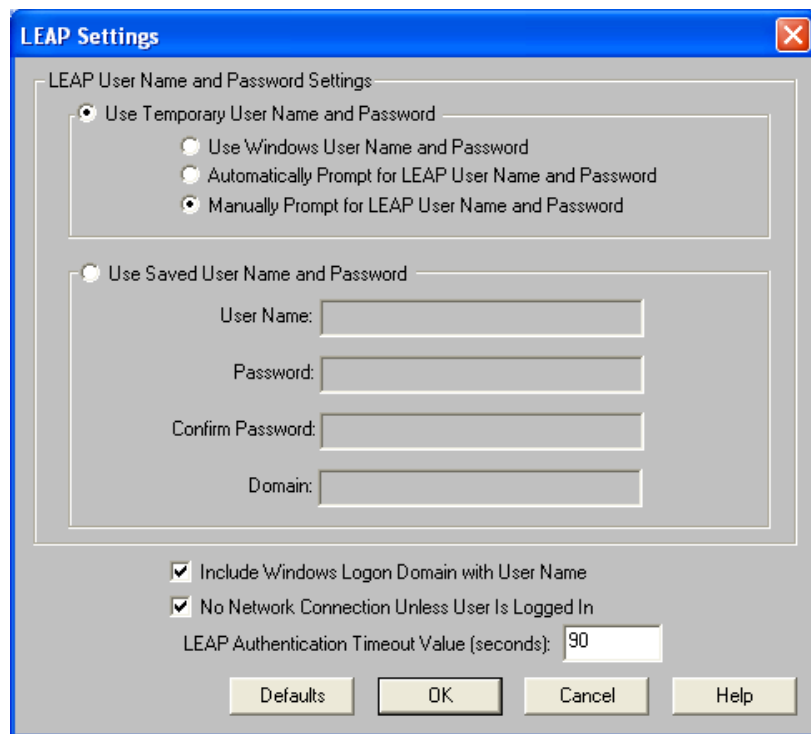 LEAP Settings
LEAP User Name and Password Settings
Use Temporary User Name and Password
Use Windows User Name and Password
Automatically Prompt for LEAP User Name and Password
Manually Prompt for LEAP User Name and Password
Use Saved User Name and Password
User Name:
Password:
Confirm Password:
Domain:
Include Windows Logon Domain with User Name
No Network Connection Unless User Is Logged In
LEAP Authentication Timeout Value (seconds): 90
Defaults OK Cancel Help